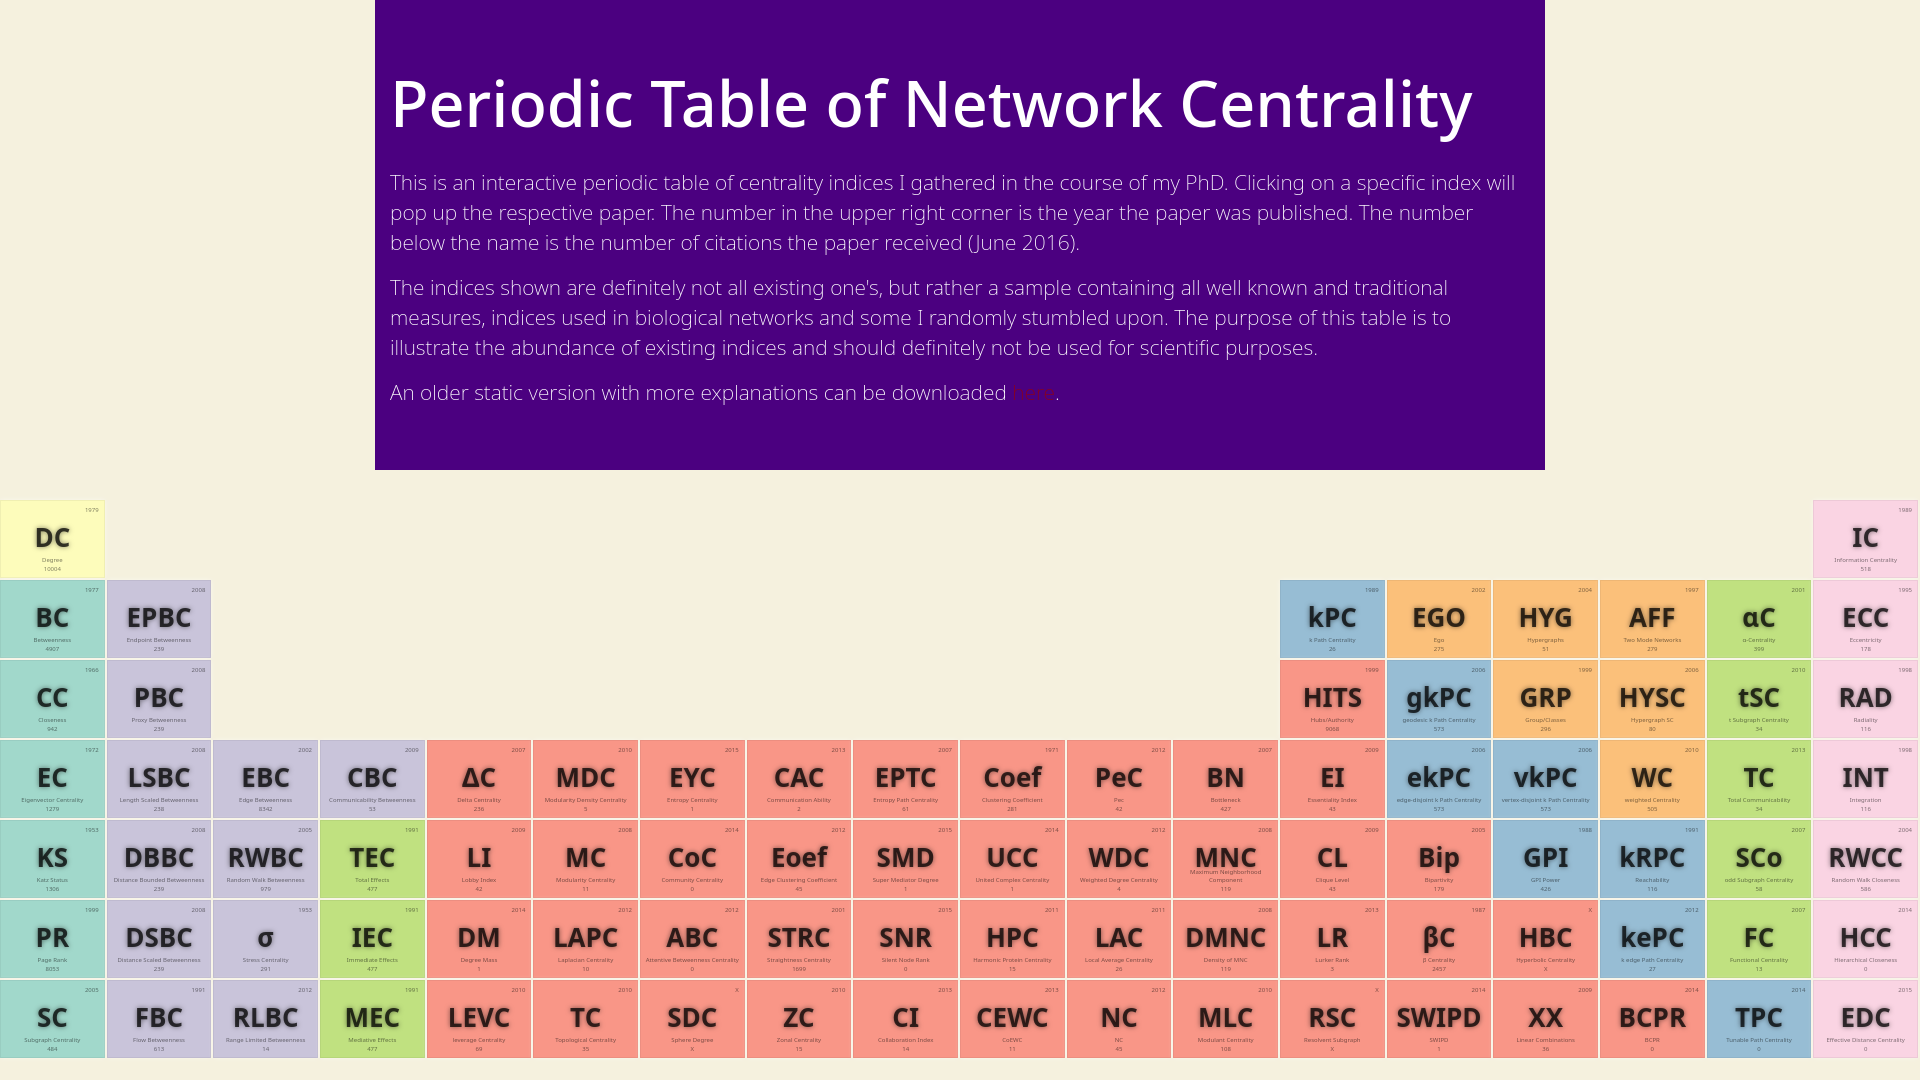 Periodic Table of Network Centrality
This is an interactive periodic table of centrality indices I gathered in the course of my PhD. Clicking on a specific index will
pop up the respective paper. The number in the upper right corner is the year the paper was published. The number
below the name is the number of citations the paper received (June 2016).
The indices shown are definitely not all existing one's, but rather a sample containing all well known and traditional
measures, indices used in biological networks and some I randomly stumbled upon. The purpose of this table is to
illustrate the abundance of existing indices and should definitely not be used for scientific purposes.
An older static version with more explanations can be downloaded here.
1979
DC
Degree
10004
1989
IC
Information Centrality
518
1977
BC
Betweenness
4907
2008
EPBC
Endpoint Betweenness
239
1989
kPC
k Path Centrality
26
2002
EGO
Ego
275
2004
HYG
Hypergraphs
51
1997
AFF
Two Mode Networks
279
2001
αC
α-Centrality
399
1995
ECC
Eccentricity
178
1966
CC
Closeness
942
2008
PBC
Proxy Betweenness
239
1999
HITS
Hubs/Authority
9068
2006
gkPC
geodesic k Path Centrality
573
1999
GRP
Group/Classes
296
2006
HYSC
Hypergraph SC
80
2010
tSC
t Subgraph Centrality
34
1998
RAD
Radiality
116
1972
EC
Eigenvector Centrality
1279
2008
LSBC
Length Scaled Betweenness
238
2002
EBC
Edge Betweenness
8342
2009
CBC
Communicability Betweenness
53
2007
ΔC
Delta Centrality
236
2010
MDC
Modularity Density Centrality
5
2015
EYC
Entropy Centrality
1
2013
CAC
Communication Ability
2
2007
EPTC
Entropy Path Centrality
61
1971
Coef
Clustering Coefficient
281
2012
PeC
Pec
42
2007
BN
Bottleneck
427
2009
EI
Essentiality Index
43
2006
ekPC
edge-disjoint k Path Centrality
573
2006
vkPC
vertex-disjoint k Path Centrality
573
2010
WC
weighted Centrality
505
2013
TC
Total Communicability
34
1998
INT
Integration
116
1953
KS
Katz Status
1306
2008
DBBC
Distance Bounded Betweenness
239
2005
RWBC
Random Walk Betweenness
979
1991
TEC
Total Effects
477
2009
LI
Lobby Index
42
2008
MC
Modularity Centrality
11
2014
CoC
Community Centrality
0
2012
Eoef
Edge Clustering Coefficient
45
2015
SMD
Super Mediator Degree
1
2014
UCC
United Complex Centrality
1
2012
WDC
Weighted Degree Centrality
4
2008
MNC
Maximum Neighborhood
Component
119
2009
CL
Clique Level
43
2005
Bip
Bipartivity
179
1988
GPI
GPI Power
426
1991
kRPC
Reachability
116
2007
SCo
odd Subgraph Centrality
58
2004
RWCC
Random Walk Closeness
586
1999
PR
Page Rank
8053
2008
DSBC
Distance Scaled Betweenness
239
1953
σ
Stress Centrality
291
1991
IEC
Immediate Effects
477
2014
DM
Degree Mass
1
2012
LAPC
Laplacian Centrality
10
2012
ABC
Attentive Betweenness Centrality
0
2001
STRC
Straightness Centrality
1699
2015
SNR
Silent Node Rank
0
2011
HPC
Harmonic Protein Centrality
15
2011
LAC
Local Average Centrality
26
2008
DMNC
Density of MNC
119
2013
LR
Lurker Rank
3
1987
βC
β Centrality
2457
X
HBC
Hyperbolic Centrality
X
2012
kePC
k edge Path Centrality
27
2007
FC
Functional Centrality
13
2014
HCC
Hierarchical Closeness
0
2005
SC
Subgraph Centrality
484
1991
FBC
Flow Betweenness
613
2012
RLBC
Range Limited Betweenness
14
1991
MEC
Mediative Effects
477
2010
LEVC
leverage Centrality
69
2010
TC
Topological Centrality
35
X
SDC
Sphere Degree
X
2010
ZC
Zonal Centrality
15
2013
CI
Collaboration Index
14
2013
CEWC
CoEWC
11
2012
NC
NC
45
2010
MLC
Modulant Centrality
108
X
RSC
Resolvent Subgraph
X
2014
SWIPD
SWIPD
1
2009
XX
Linear Combinations
36
2014
BCPR
BCPR
0
2014
TPC
Tunable Path Centrality
0
2015
EDC
Effective Distance Centrality
0